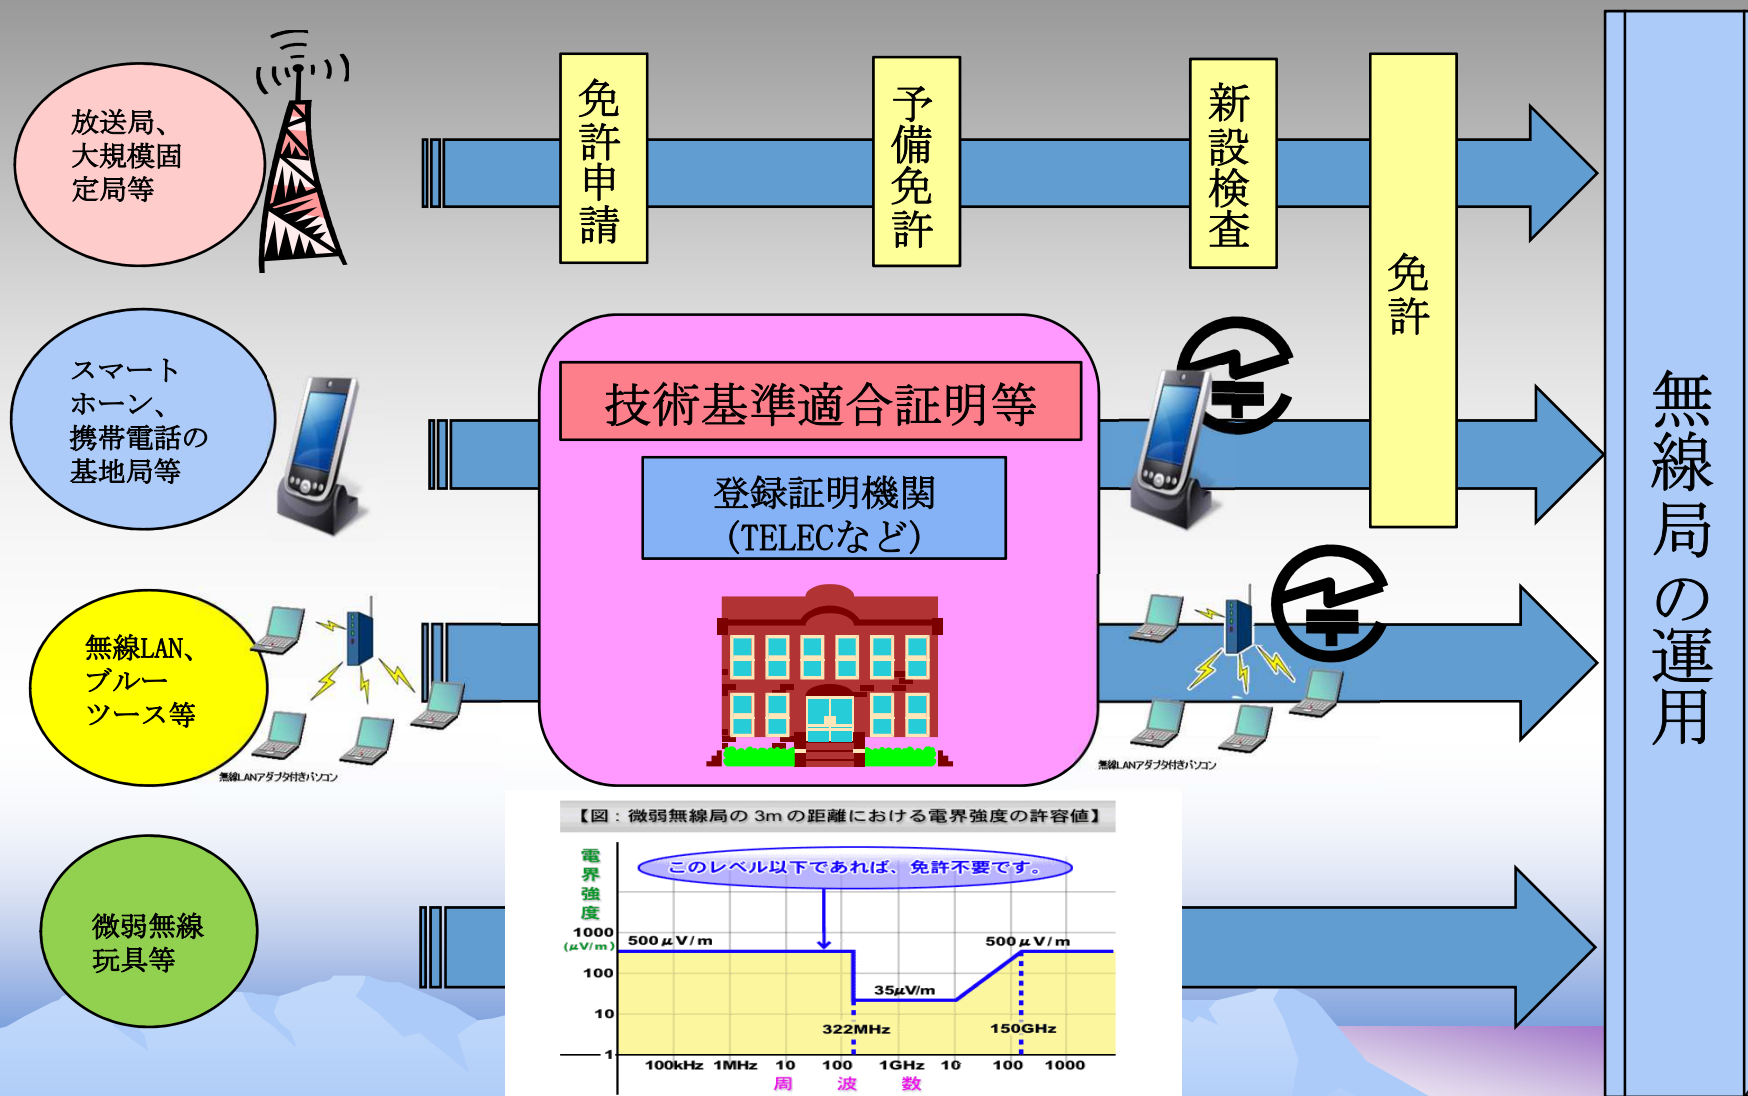 放送局、
大規模固
定局等
免許申請
予備免許
新設検査
免許
スマート
ホーン、
携帯電話の
基地局等
技術基準適合証明等
登録証明機関
(TELECなど)
無線LAN、
ブルー
ツース等
無線LANアダプタ付きパソコン
無線LANアダプタ付きパソコン
無線局の運用
微弱無線
玩具等
【図：微弱無線局の 3m の距離における電界強度の許容値】
このレベル以下であれば、免許不要です。
電界強度
(μV/m)
1000
100
10
1
500μV/m
35μV/m
500μV/m
322MHz
150GHz
100kHz 1MHz 10 100 1GHz 10 100 1000
周 波 数